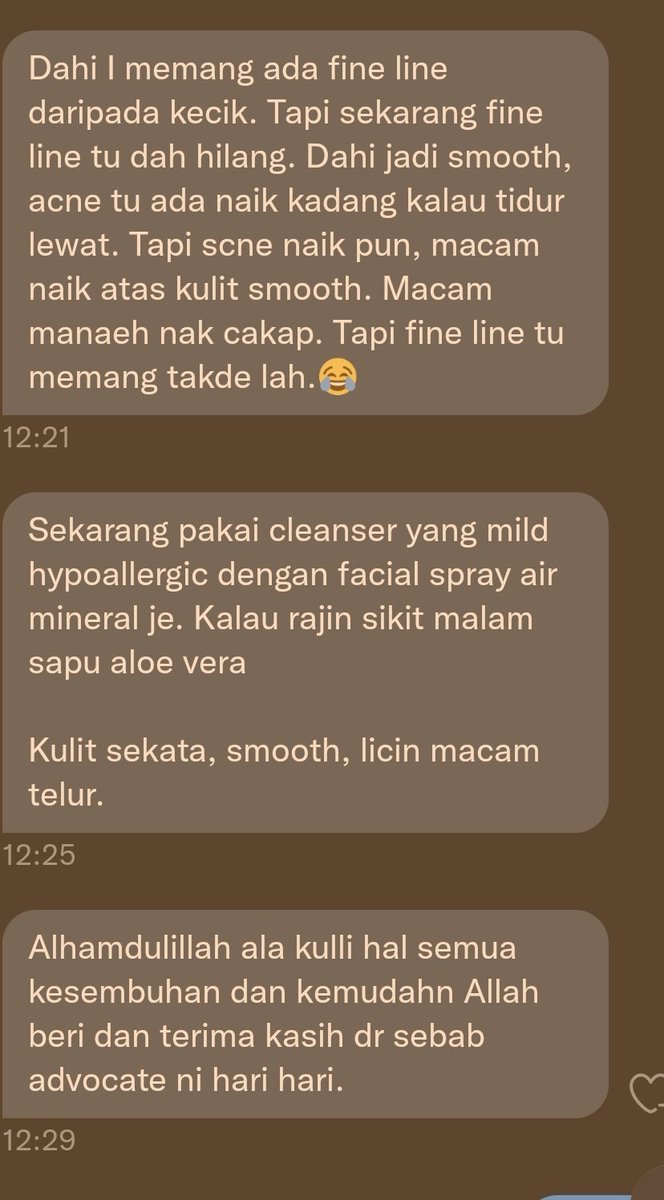 Dahi I memang ada fine line
daripada kecik. Tapi sekarang fine
line tu dah hilang. Dahi jadi smooth,
acne tu ada naik kadang kalau tidur
lewat. Tapi scne naik pun, macam
naik atas kulit smooth. Macam
manaeh nak cakap. Tapi fine line tu
memang takde lah.😂
12:21
Sekarang pakai cleanser yang mild
hypoallergic dengan facial spray air
mineral je. Kalau rajin sikit malam
sapu aloe vera
Kulit sekata, smooth, licin macam
telur.
12:25
Alhamdulillah ala kulli hal semua
kesembuhan dan kemudahn Allah
beri dan terima kasih dr sebab
advocate ni hari hari.
12:29